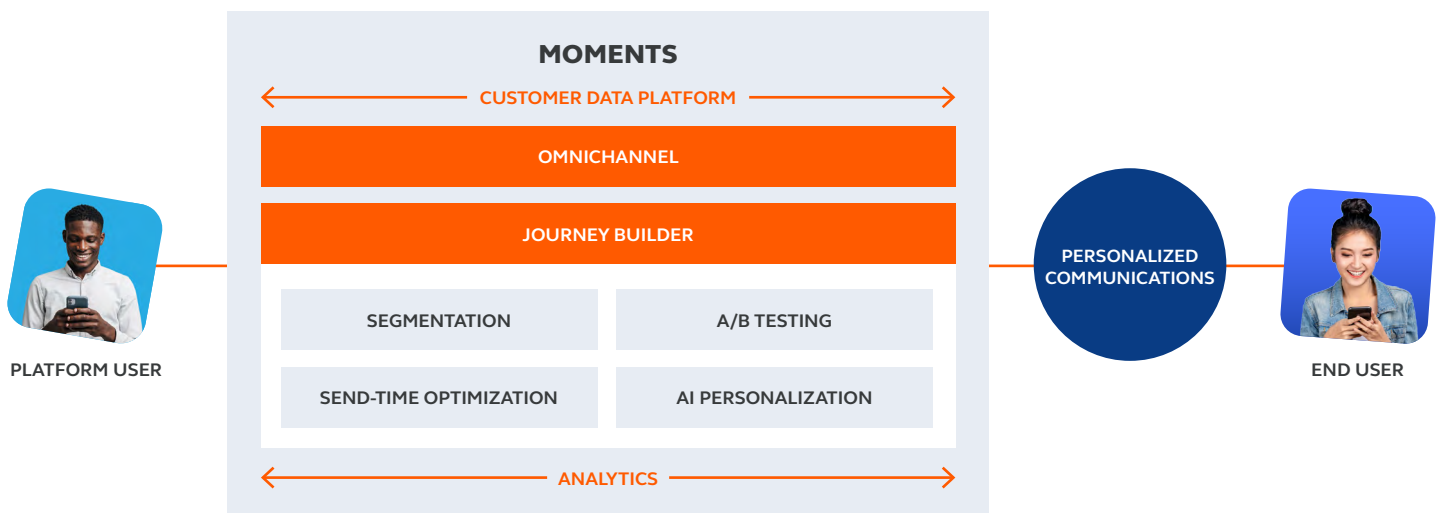 MOMENTS
CUSTOMER DATA PLATFORM
OMNICHANNEL
JOURNEY BUILDER
SEGMENTATION
A/B TESTING
SEND-TIME OPTIMIZATION
AI PERSONALIZATION
ANALYTICS
PLATFORM USER
PERSONALIZED
COMMUNICATIONS
END USER